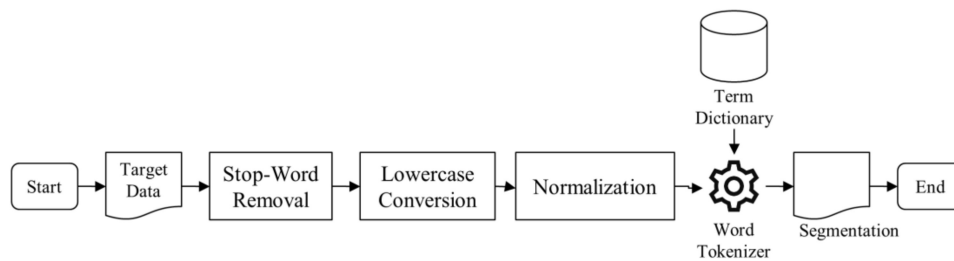 Term
Dictionary
Start
Target
Data
Stop-Word
Removal
Lowercase
Conversion
Normalization
Word
Tokenizer
Segmentation
End